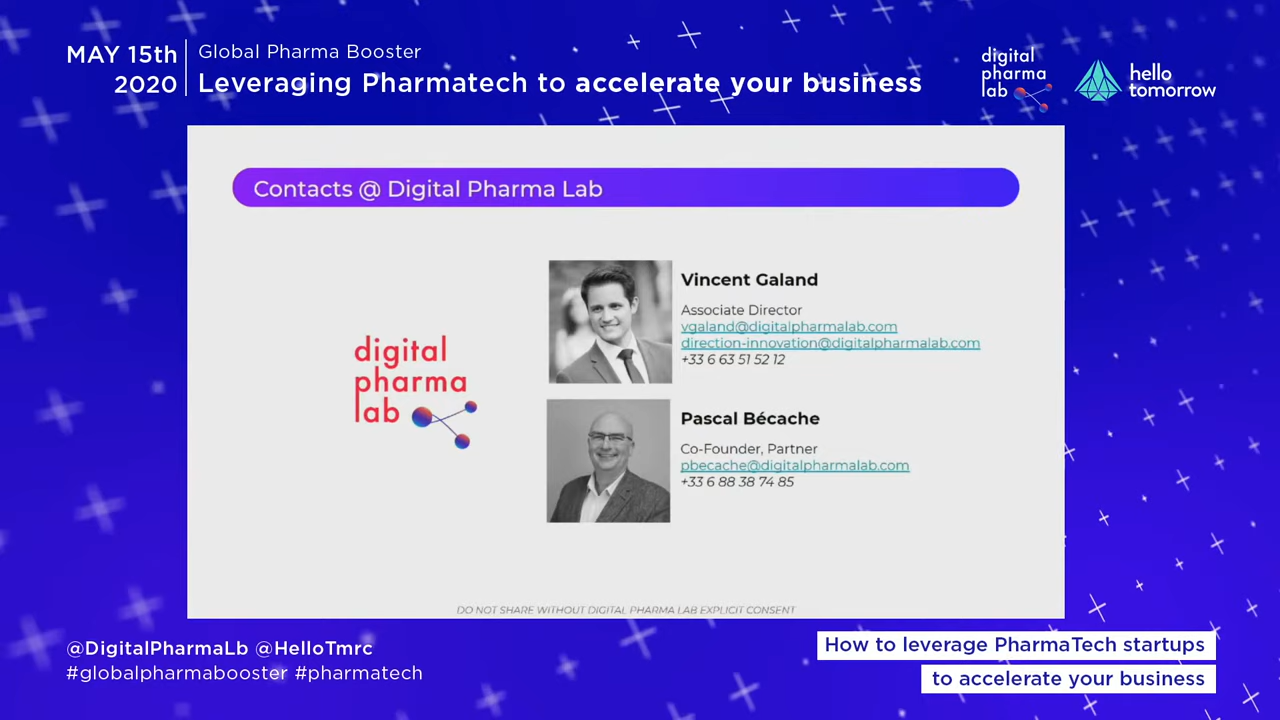 MAY 15th
2020
Global Pharma Booster
Leveraging Pharmatech to accelerate your business
digital
pharma
lab
hello
tomorrow
Contacts @ Digital Pharma Lab
digital
pharma
lab
Vincent Galand
Associate Director
vgaland@digitalpharmalab.com
direction-innovation@digitalpharmalab.com
+33 6 63 51 52 12
Pascal Bécache
Co-Founder, Partner
pbecache@digitalpharmalab.com
+33 6 88 38 74 85
DO NOT SHARE WITHOUT DIGITAL PHARMA LAB EXPLICIT CONSENT
@DigitalPharmaLb @HelloTmrc
#globalpharmabooster #pharmatech
How to leverage PharmaTech startups
to accelerate your business